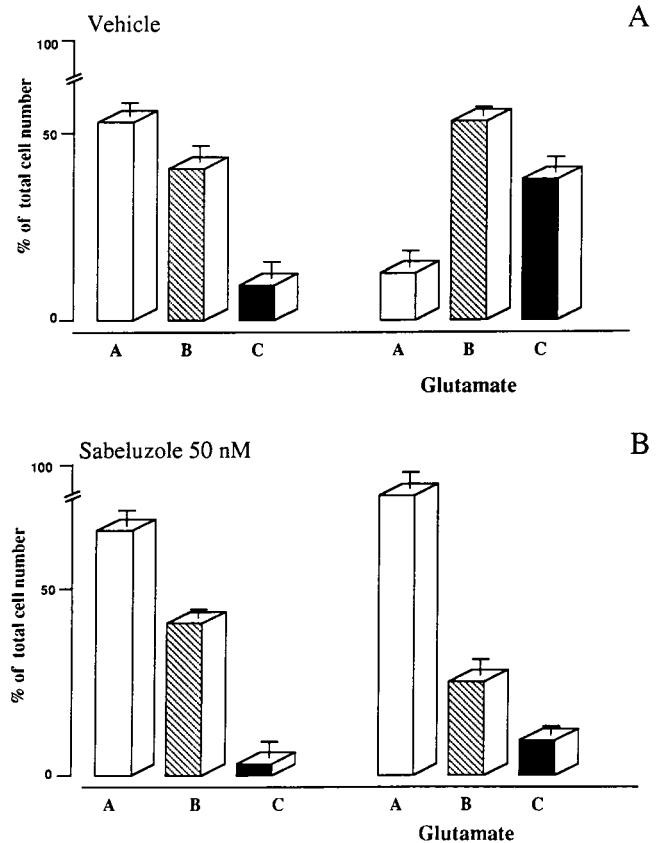 Vehicle
A
100
50
0
% of total cell number
A B C A B C
Glutamate
Sabeluzole 50 nM
B
100
50
0
% of total cell number
A B C A B C
Glutamate